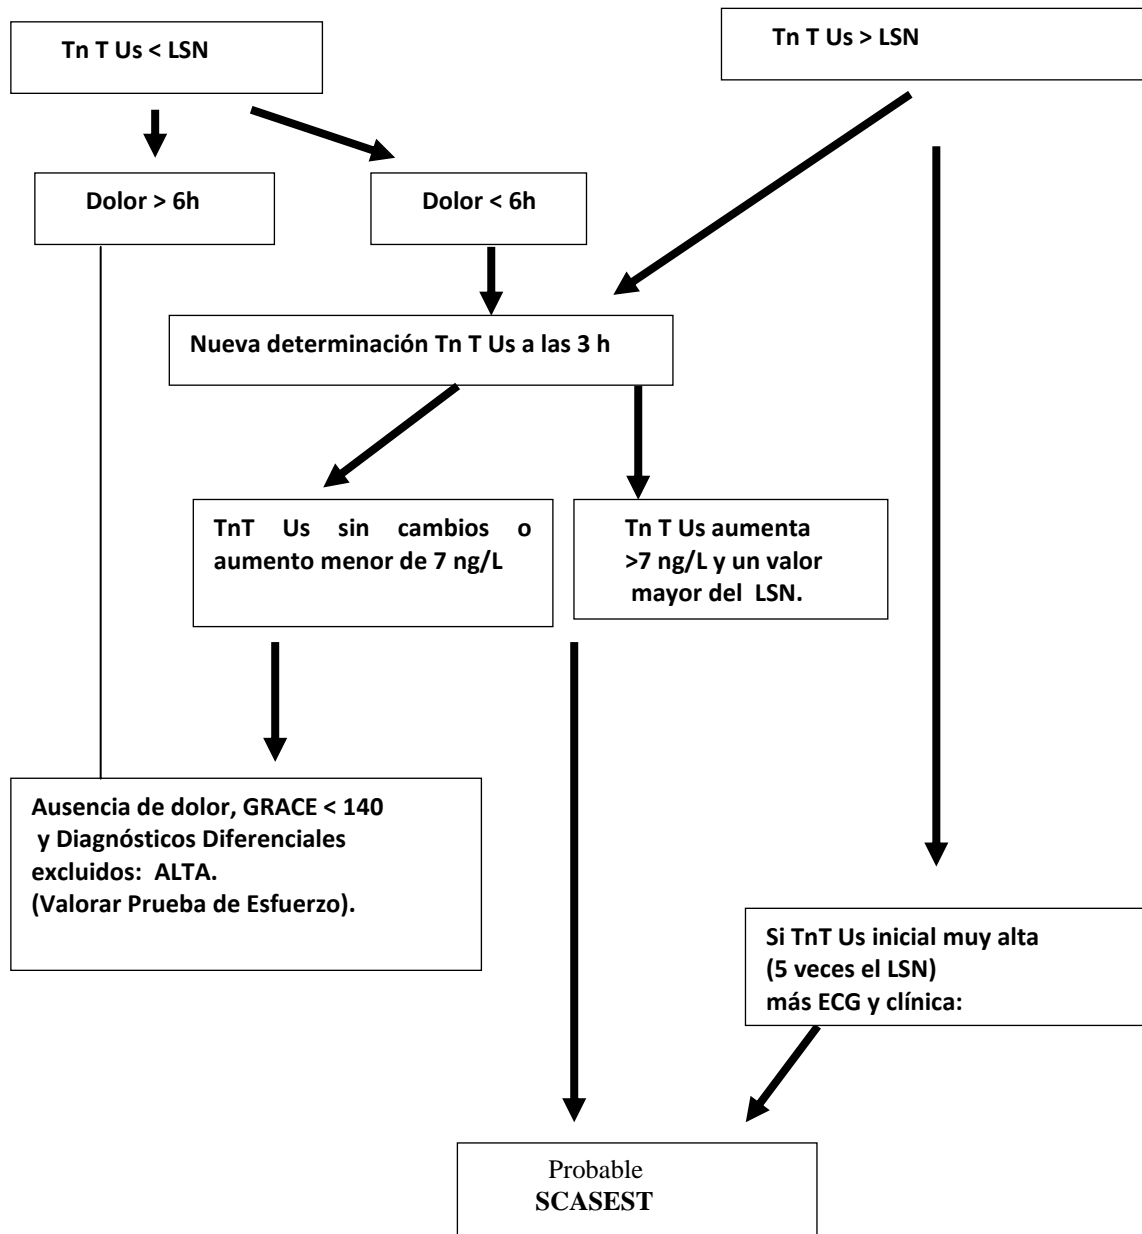 Tn T Us < LSN
Tn T Us > LSN
Dolor > 6h
Dolor < 6h
Nueva determinación Tn T Us a las 3 h
TnT Us sin cambios o
aumento menor de 7 ng/L
Tn T Us aumenta
>7 ng/L y un valor
mayor del LSN.
Ausencia de dolor, GRACE < 140
y Diagnósticos Diferenciales
excluidos: ALTA.
(Valorar Prueba de Esfuerzo).
Si TnT Us inicial muy alta
(5 veces el LSN)
más ECG y clínica:
Probable
SCASEST